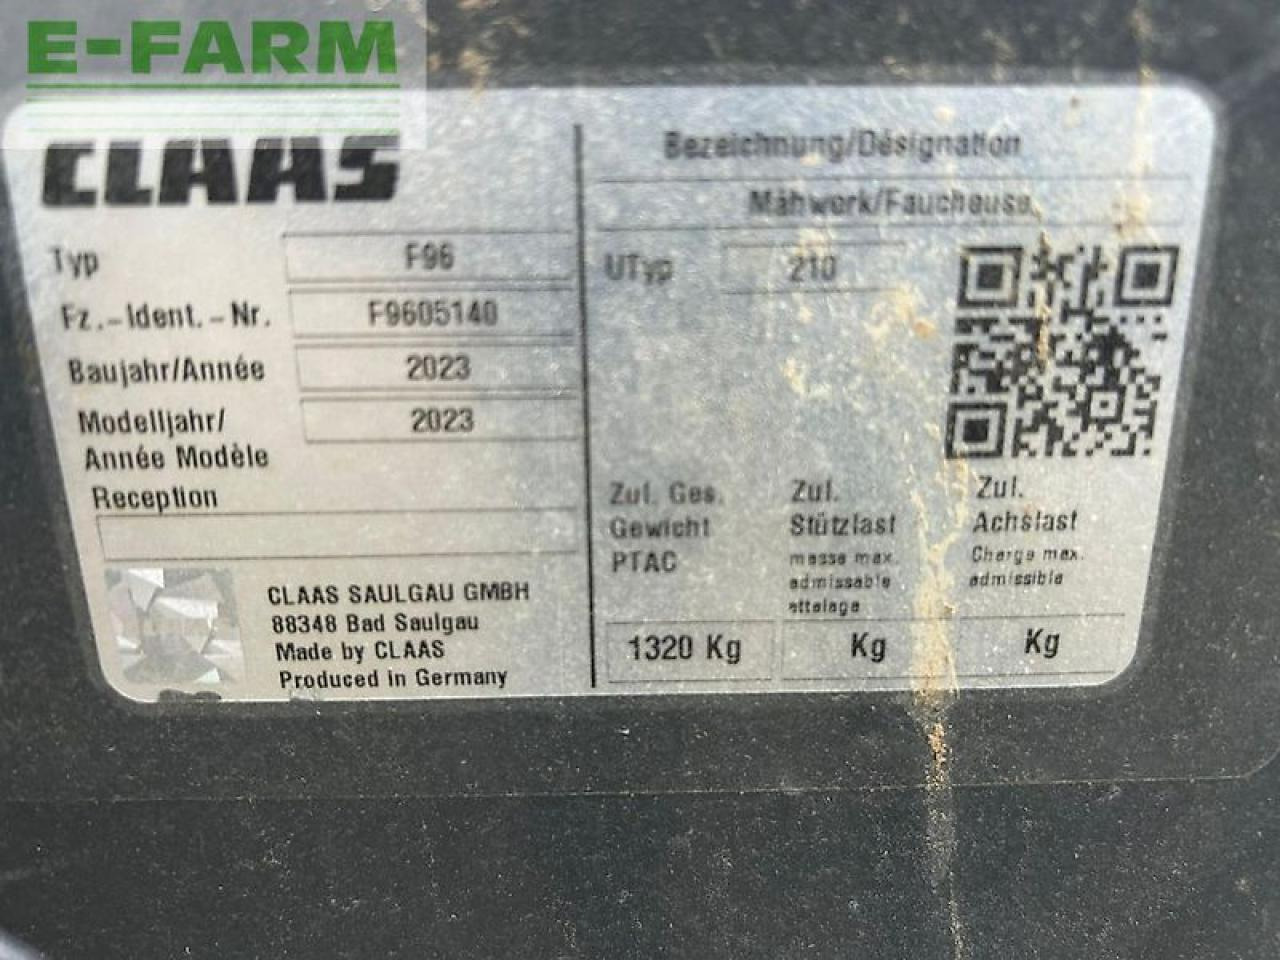 E-FARM
CLAAS
Typ F96
Fz.-Ident.-Nr. F9605140
Baujahr/Année 2023
Modelljahr/ 2023
Année Modèle
Reception
CLAAS SAULGAU GMBH
88348 Bad Saulgau
Made by CLAAS
Produced in Germany
Bezeichnung/Désignation
Mähwork/Faucheuse
UTyp 210
Zul. Ges.
Gewicht
PTAC
1320 Kg
Zul.
Stützlast
masse max.
admissable
attelage
Kg
Zul.
Achslast
Charge max.
admissible
Kg